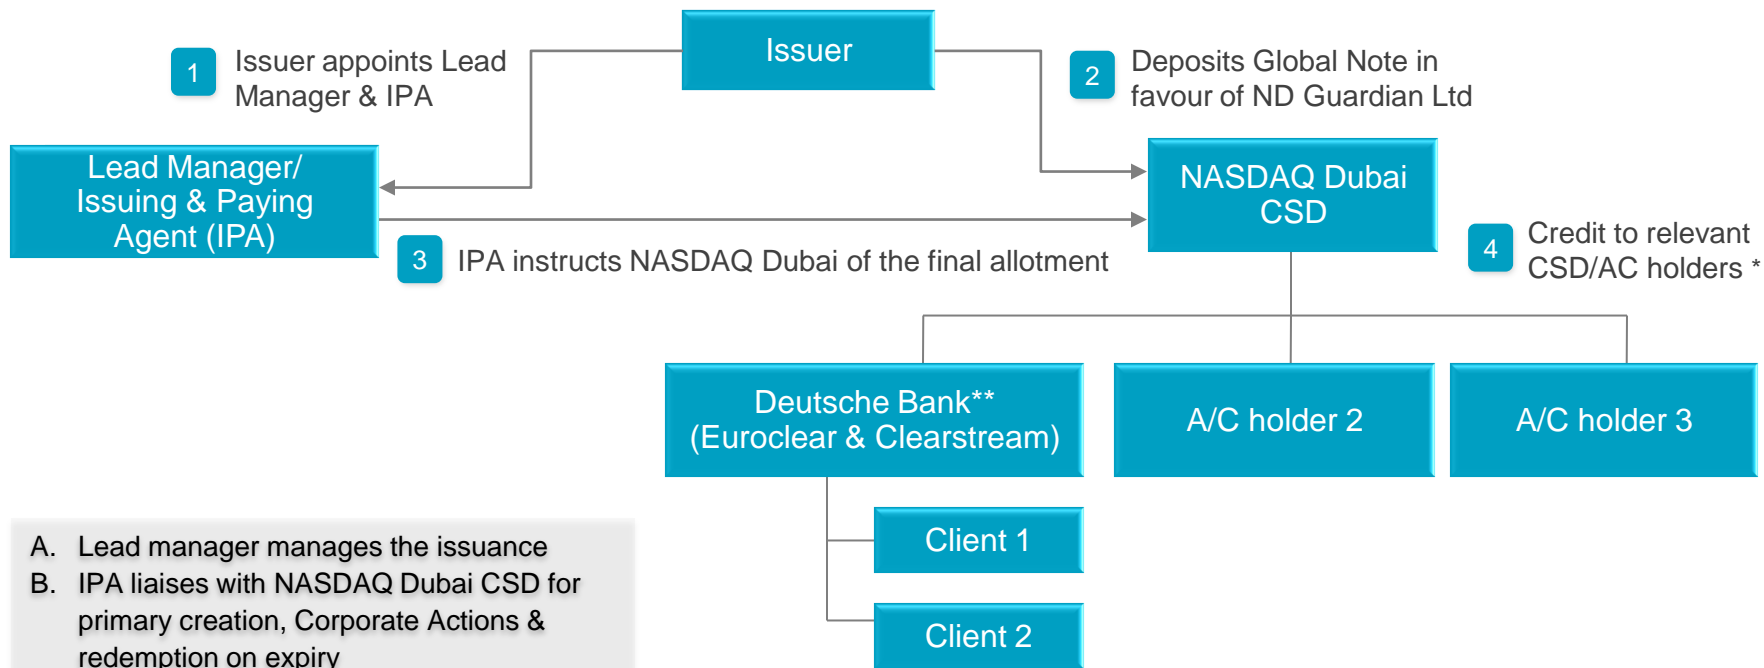 Issuer
1
Issuer appoints Lead
Manager & IPA
2
Deposits Global Note in
favour of ND Guardian Ltd
Lead Manager/
Issuing & Paying
Agent (IPA)
NASDAQ Dubai
CSD
3
IPA instructs NASDAQ Dubai of the final allotment
4
Credit to relevant
CSD/AC holders *
Deutsche Bank**
(Euroclear & Clearstream)
A/C holder 2
A/C holder 3
Client 1
Client 2
A. Lead manager manages the issuance
B. IPA liaises with NASDAQ Dubai CSD for
primary creation, Corporate Actions &
redemption on expiry